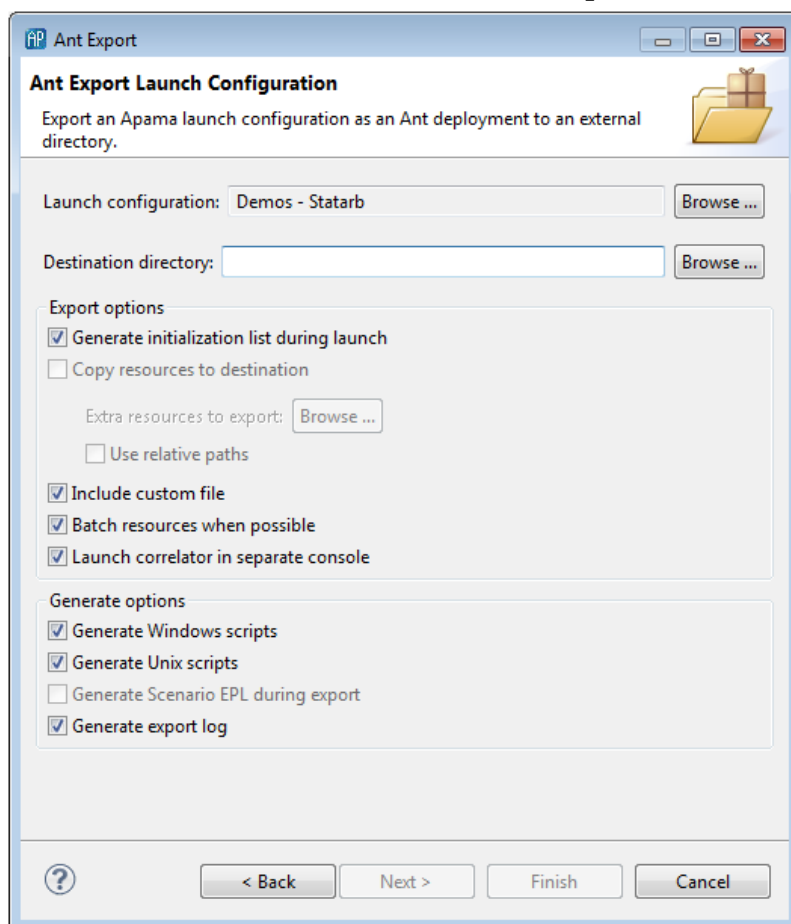 AP Ant Export
Ant Export Launch Configuration
Export an Apama launch configuration as an Ant deployment to an external
directory.
Launch configuration: Demos - Statarb Browse ...
Destination directory: Browse ...
Export options
Generate initialization list during launch
Copy resources to destination
Extra resources to export: Browse ...
Use relative paths
Include custom file
Batch resources when possible
Launch correlator in separate console
Generate options
Generate Windows scripts
Generate Unix scripts
Generate Scenario EPL during export
Generate export log
? < Back Next > Finish Cancel